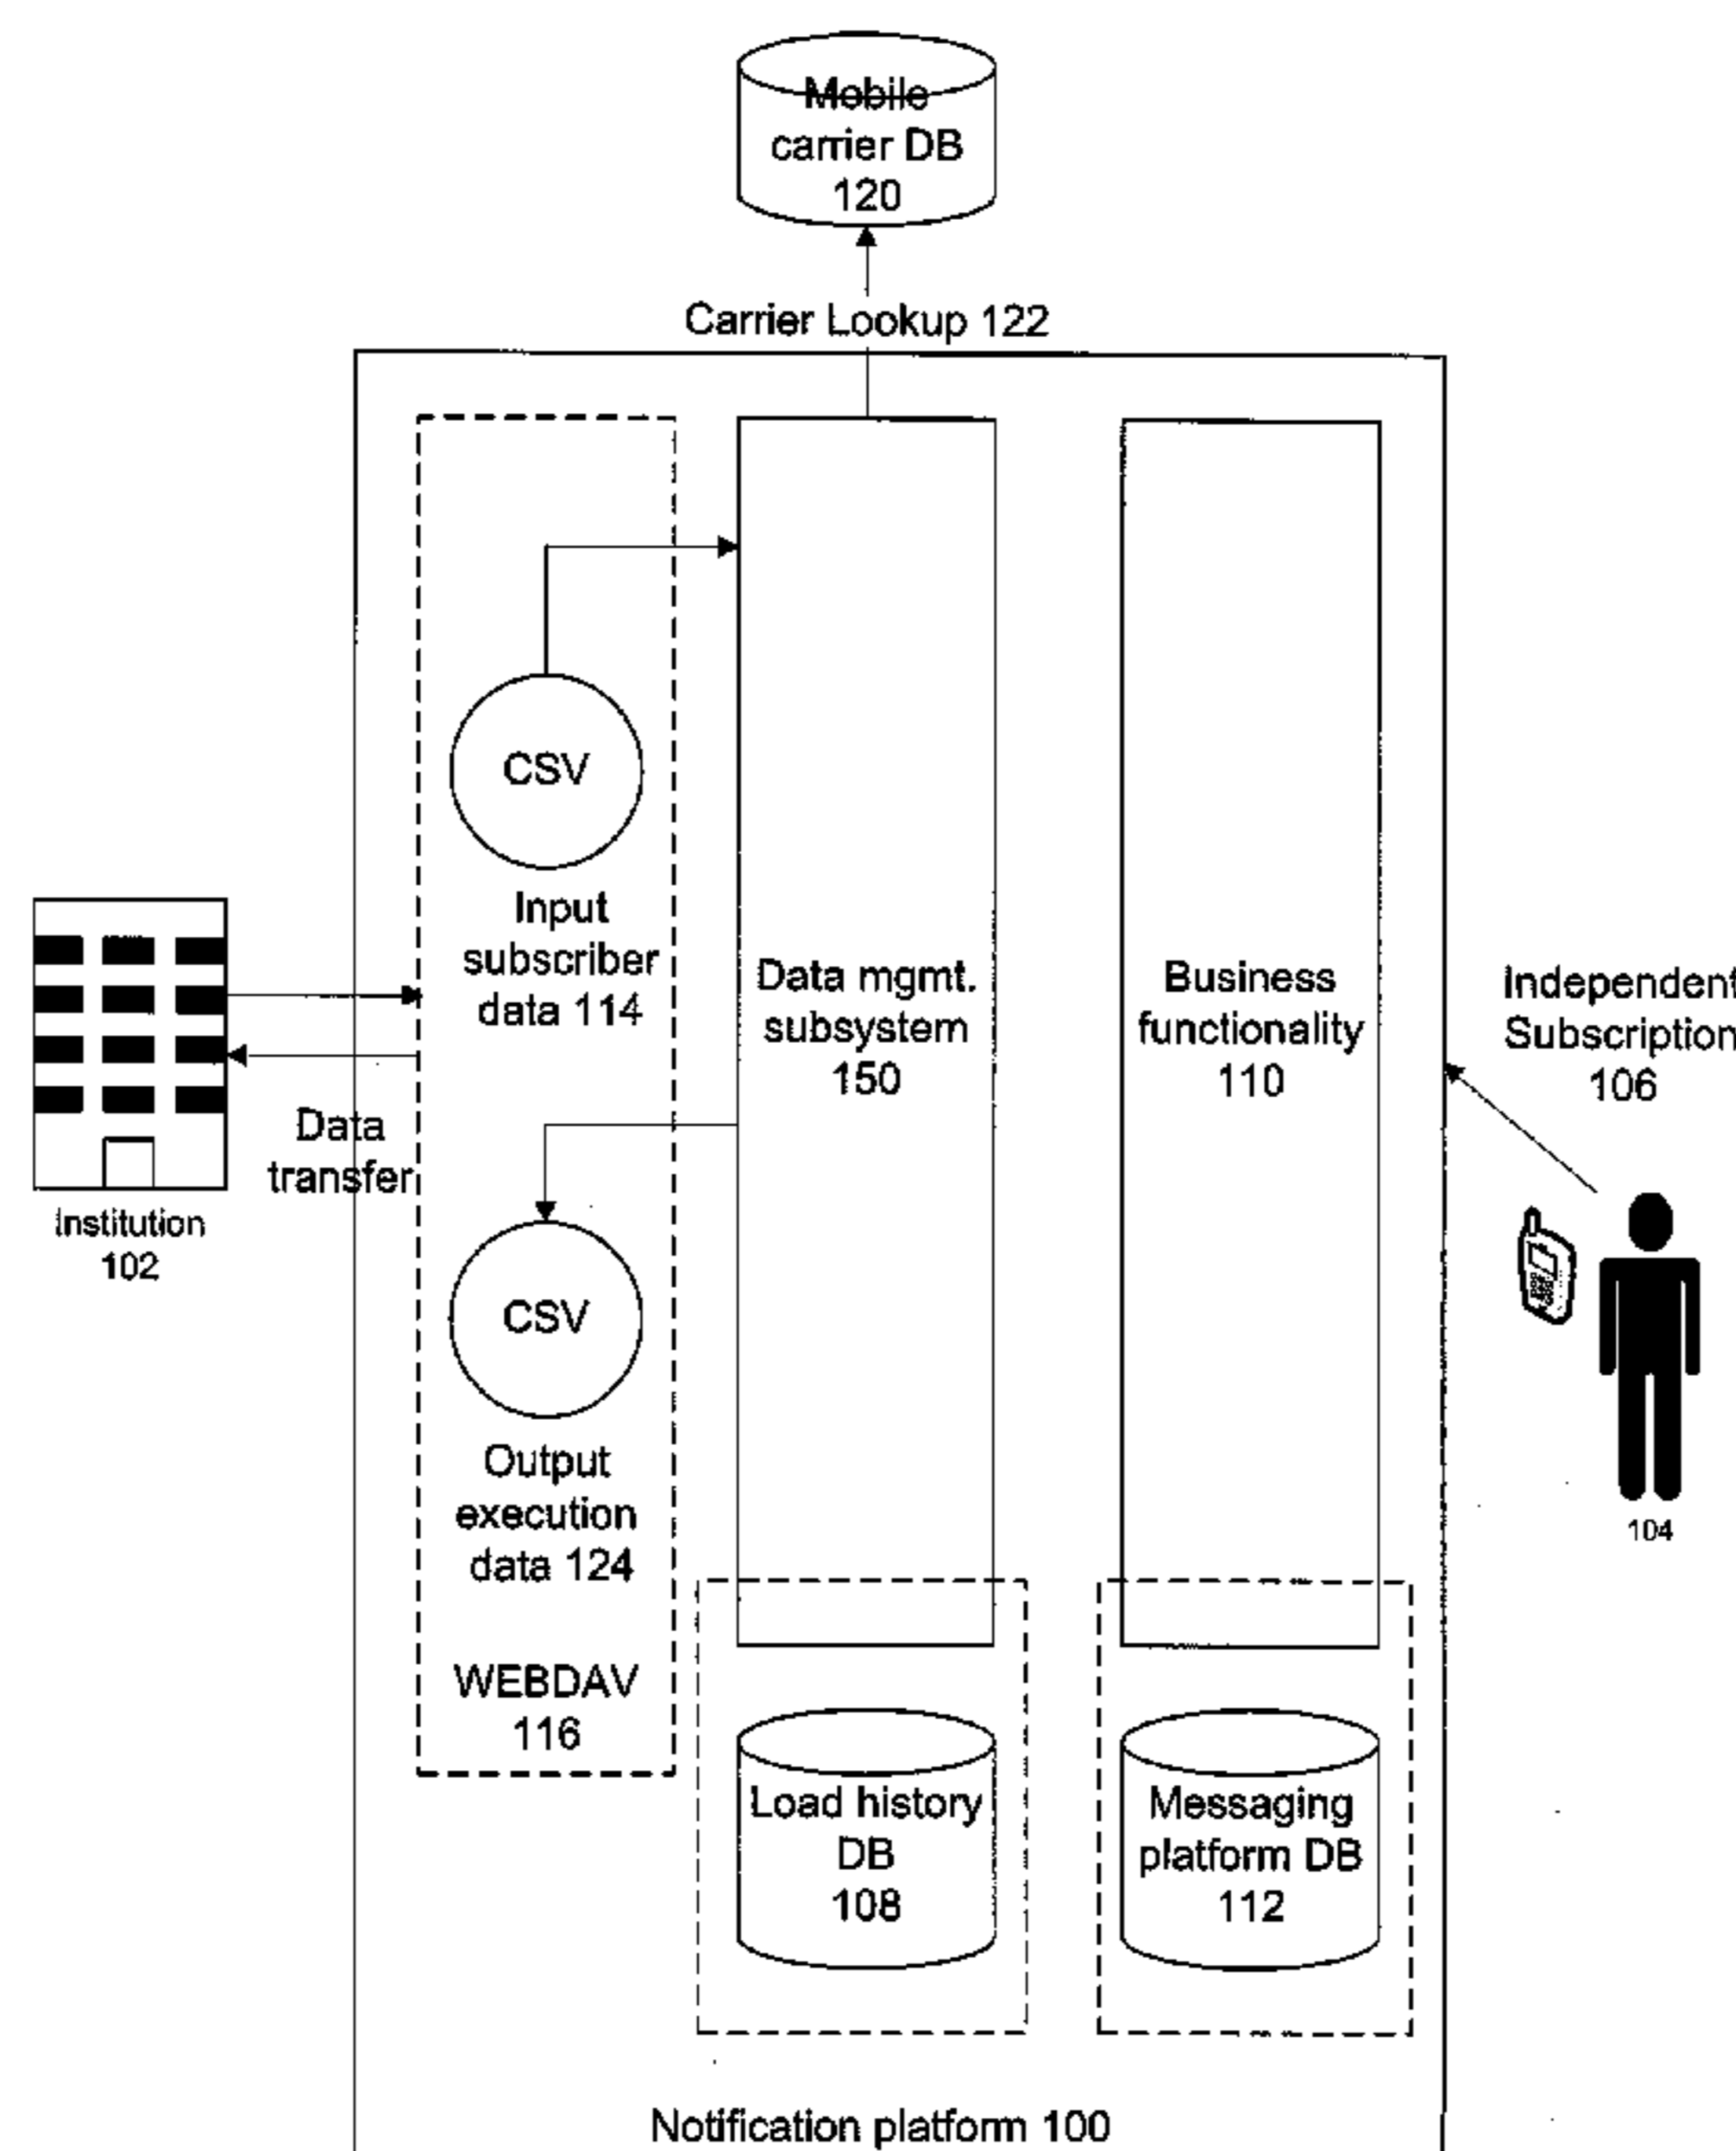 Mobile
carrier DB
120
Carrier Lookup 122
CSV
Input
subscriber
data 114
Data mgmt.
subsystem
150
Business
functionality
110
Independent
Subscription
106
Data
transfer
Institution
102
CSV
104
Output
execution
data 124
WEBDAV
116
Load history
DB
108
Messaging
platform DB
112
Notification platform 100